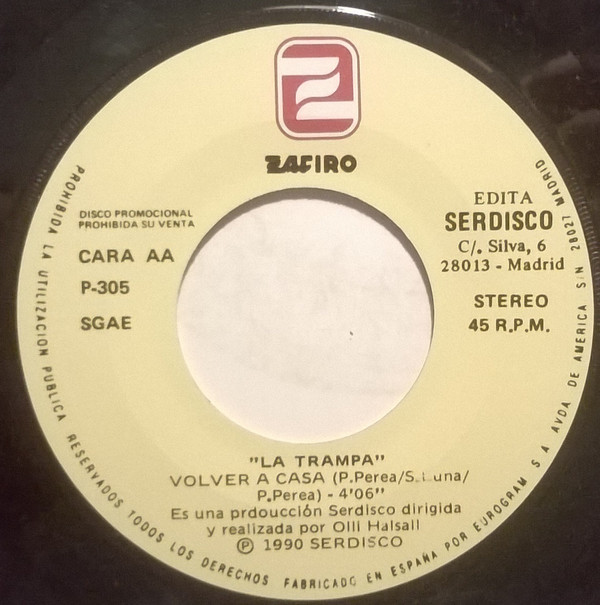 ZAFIRO
DISCO PROMOCIONAL
PROHIBIDA SU VENTA
CARA AA
P-305
SGAE
EDITA
SERDISCO
C/. Silva, 6
28013 - Madrid
STEREO
45 R.P.M.
"LA TRAMPA"
VOLVER A CASA (P.Perea/S.Luna/
P.Perea) - 4'06"
Es una prdoucción Serdisco dirigida
y realizada por Olli Halsall
Ⓟ 1990 SERDISCO
PROHIBIDA LA UTILIZACION PUBLICA RESERVADOS TODOS LOS DERECHOS FABRICADO EN ESPAÑA POR EUROGRAM S A AVDA DE AMERICA S/N 28027 MADRID